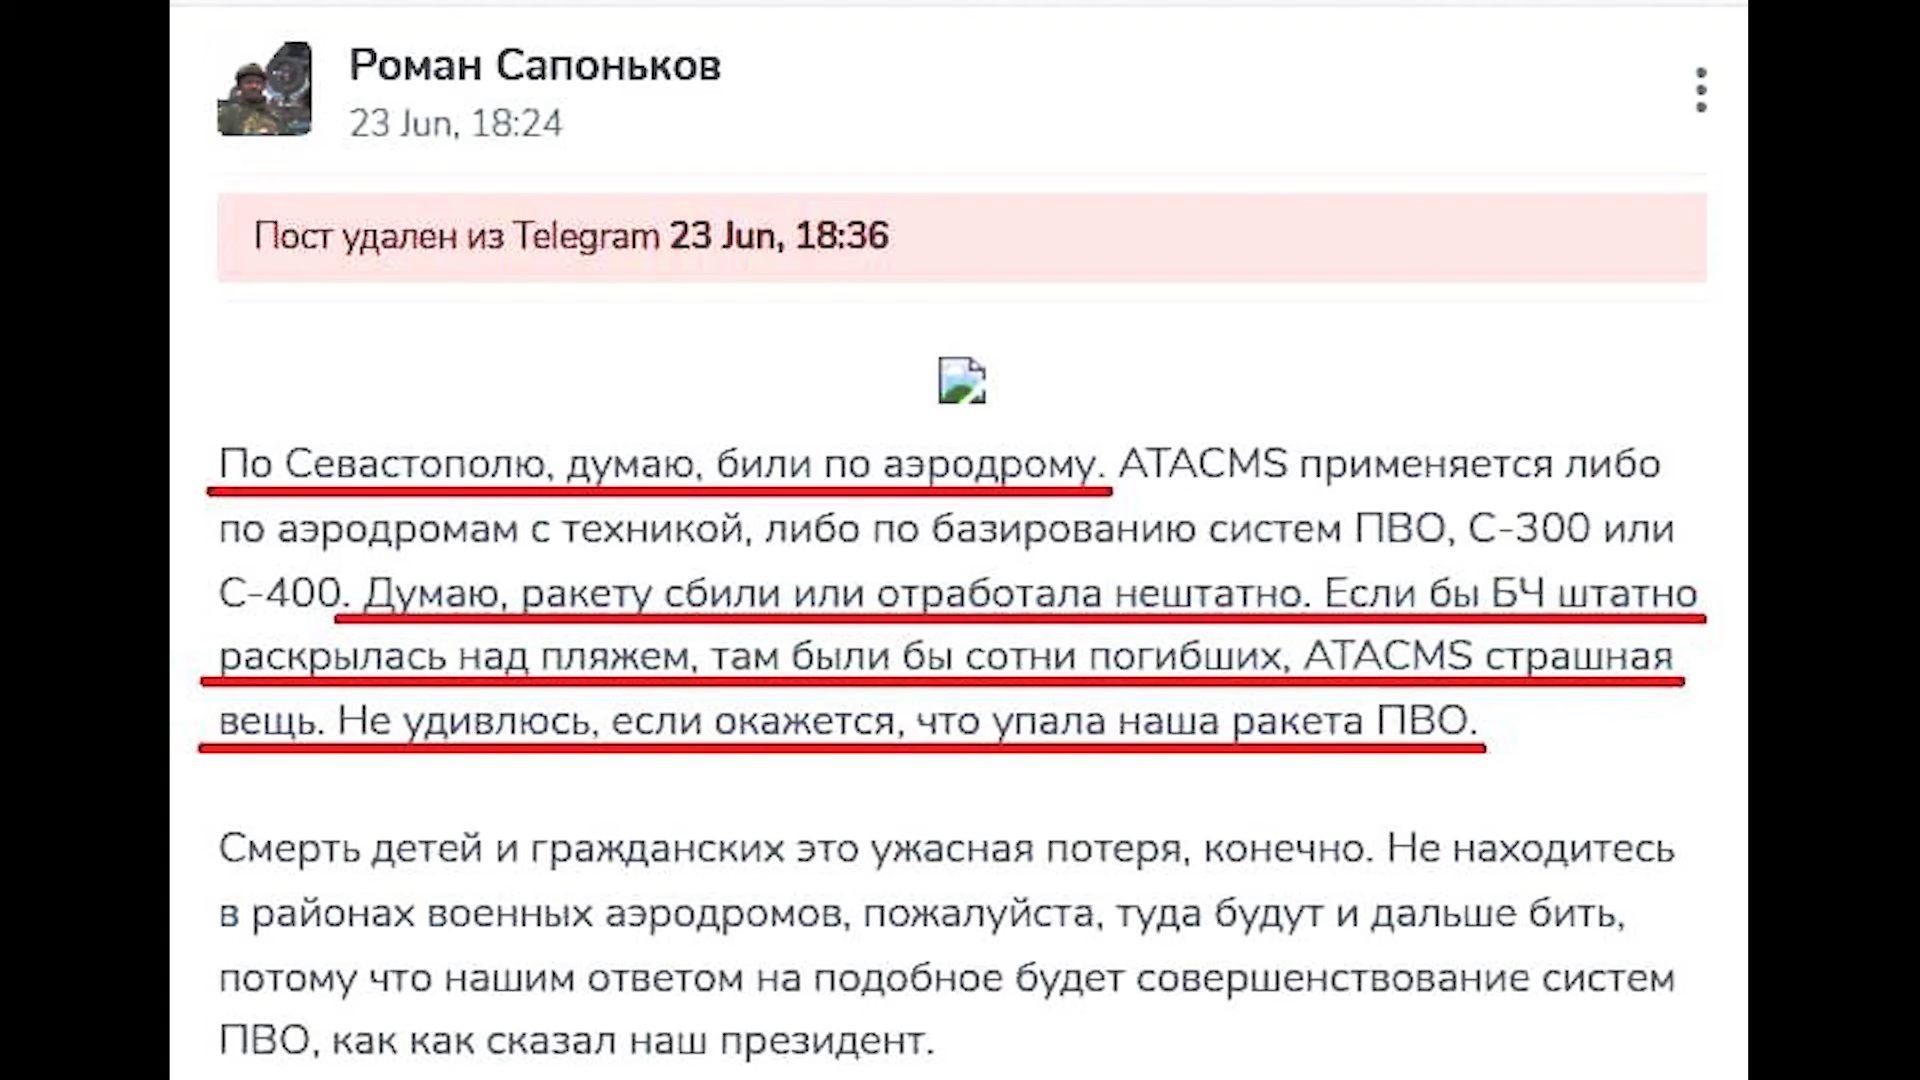 Роман Сапоньков
23 Jun, 18:24
Пост удален из Telegram 23 Jun, 18:36
По Севастополю, думаю, били по аэродрому. ATACMS применяется либо
по аэродромам с техникой, либо по базированию систем ПВО, С-300 или
С-400. Думаю, ракету сбили или отработала нештатно. Если бы БЧ штатно
раскрылась над пляжем, там были бы сотни погибших, ATACMS страшная
вещь. Не удивлюсь, если окажется, что упала наша ракета ПВО.
Смерть детей и гражданских это ужасная потеря, конечно. Не находитесь
в районах военных аэродромов, пожалуйста, туда будут и дальше бить,
потому что нашим ответом на подобное будет совершенствование систем
ПВО, как как сказал наш президент.